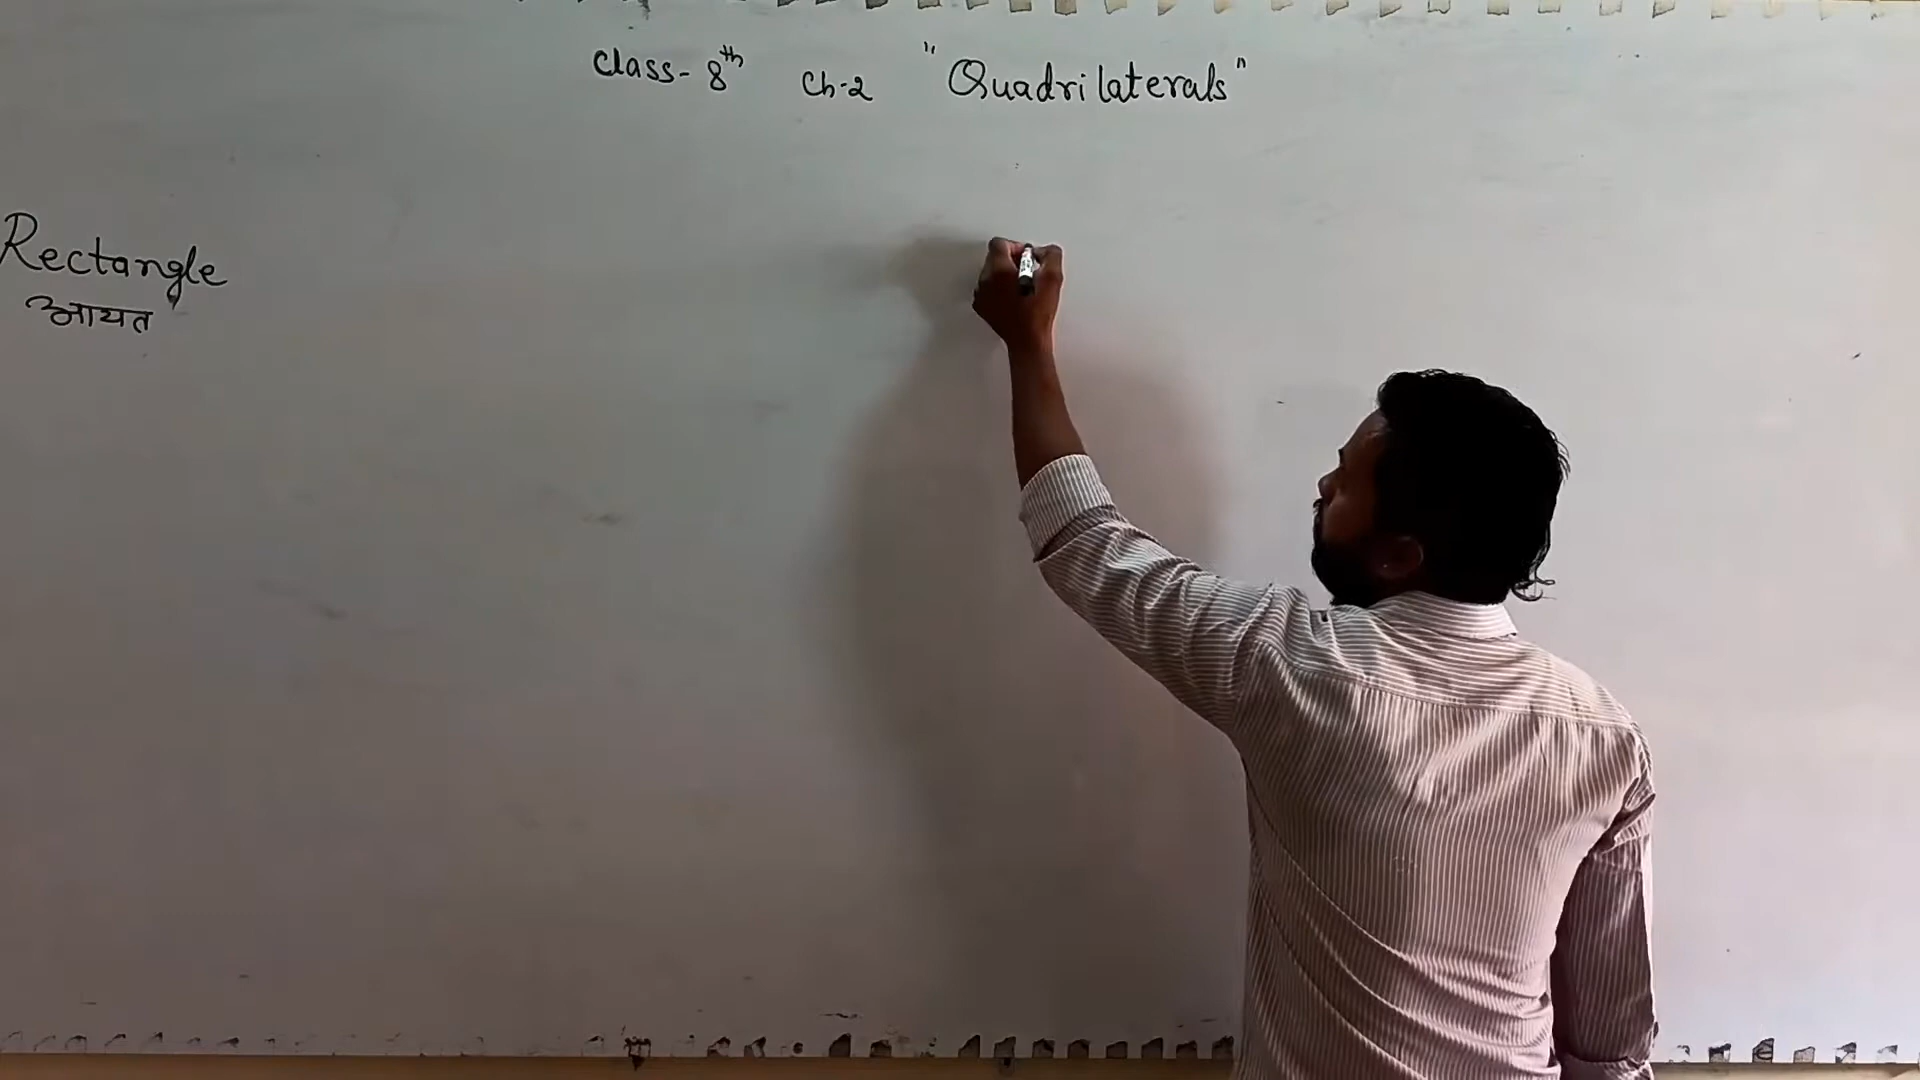 Class-8th Ch-2 "Quadrilaterals"
Rectangle
आयत